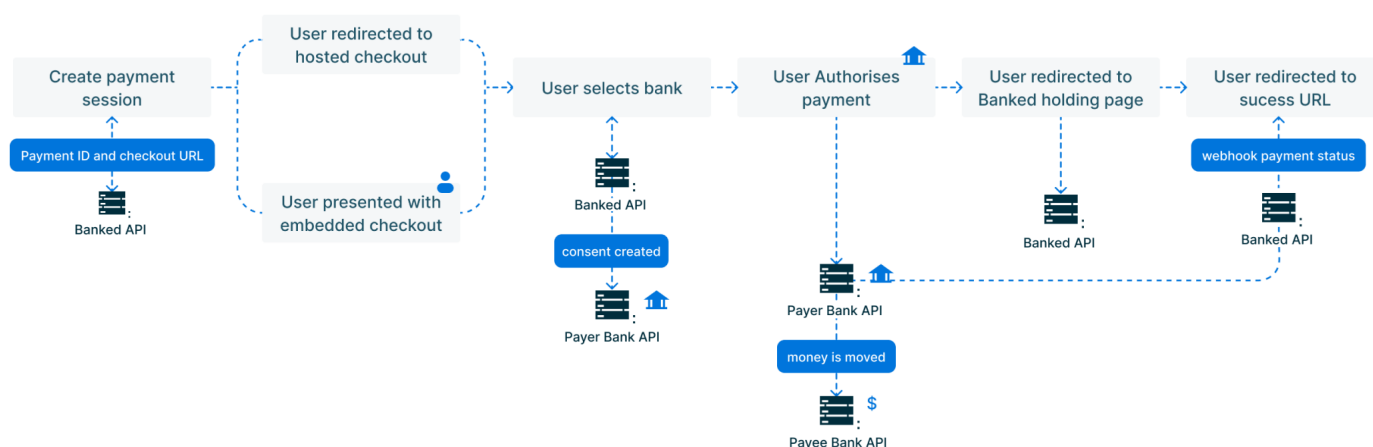 Create payment
session
Payment ID and checkout URL
Banked API
User redirected to
hosted checkout
User presented with
embedded checkout
User selects bank
Banked API
consent created
Payer Bank API
User Authorises
payment
Payer Bank API
money is moved
$
Payee Bank API
User redirected to
Banked holding page
Banked API
User redirected to
sucess URL
webhook payment status
Banked API